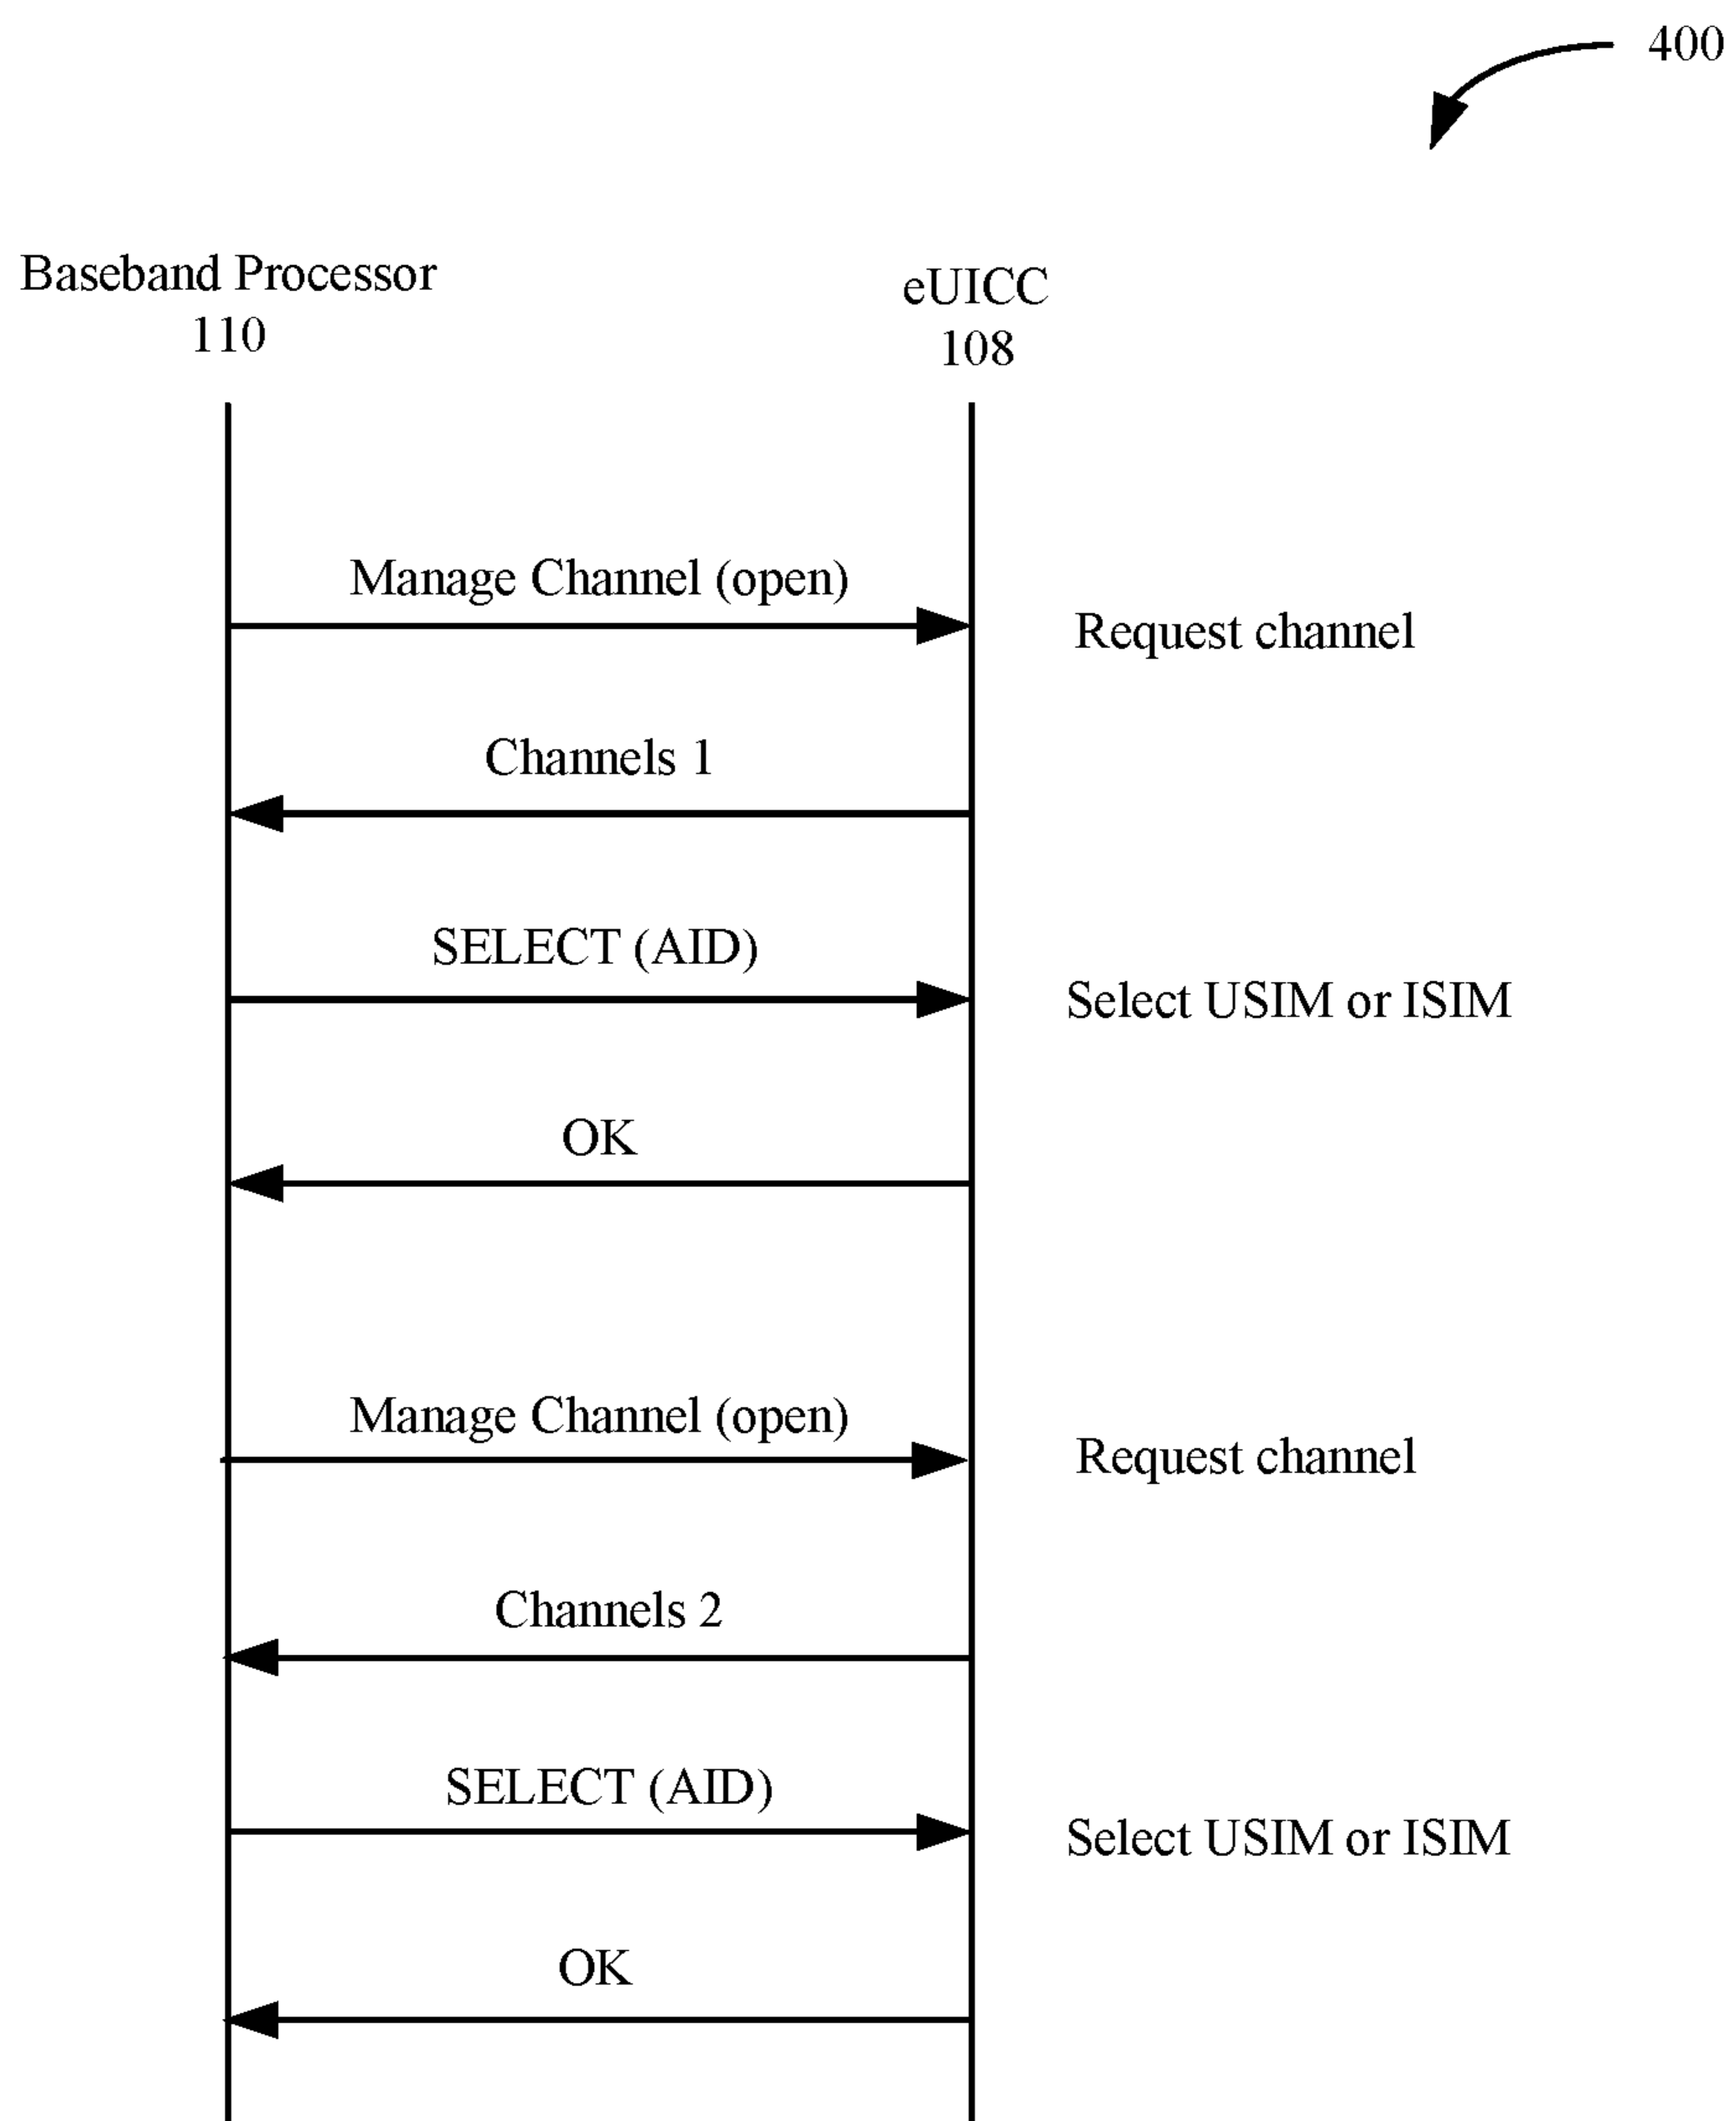 400
Baseband Processor
110
eUICC
108
Manage Channel (open)
Request channel
Channels 1
SELECT (AID)
Select USIM or ISIM
OK
Manage Channel (open)
Request channel
Channels 2
SELECT (AID)
Select USIM or ISIM
OK